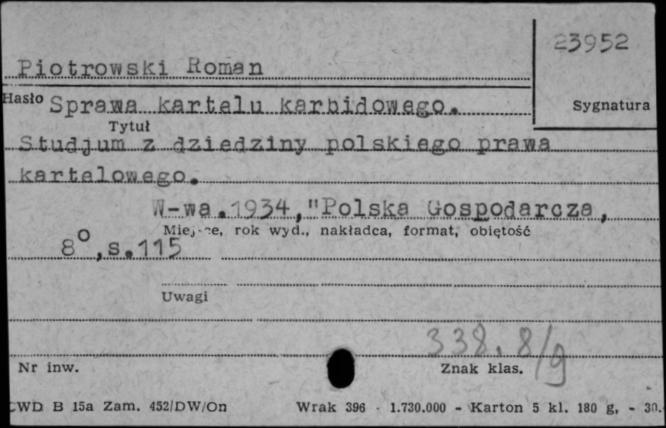 23952
Piotrowski Roman
Hasło Sprawa kartelu karbidowego. Sygnatura
Tytuł
Studjum z dziedziny polskiego prawa
kartelowego.
W-wa.1934,"Polska Gospodarcza,
Miejsce, rok wyd., nakładca, format, objętość
8°,s.115
Uwagi
338.8/9
Nr inw. Znak klas.
CWD B 15a Zam. 452/DW/On Wrak 396 - 1.730.000 - Karton 5 kl. 180 g, - 30.